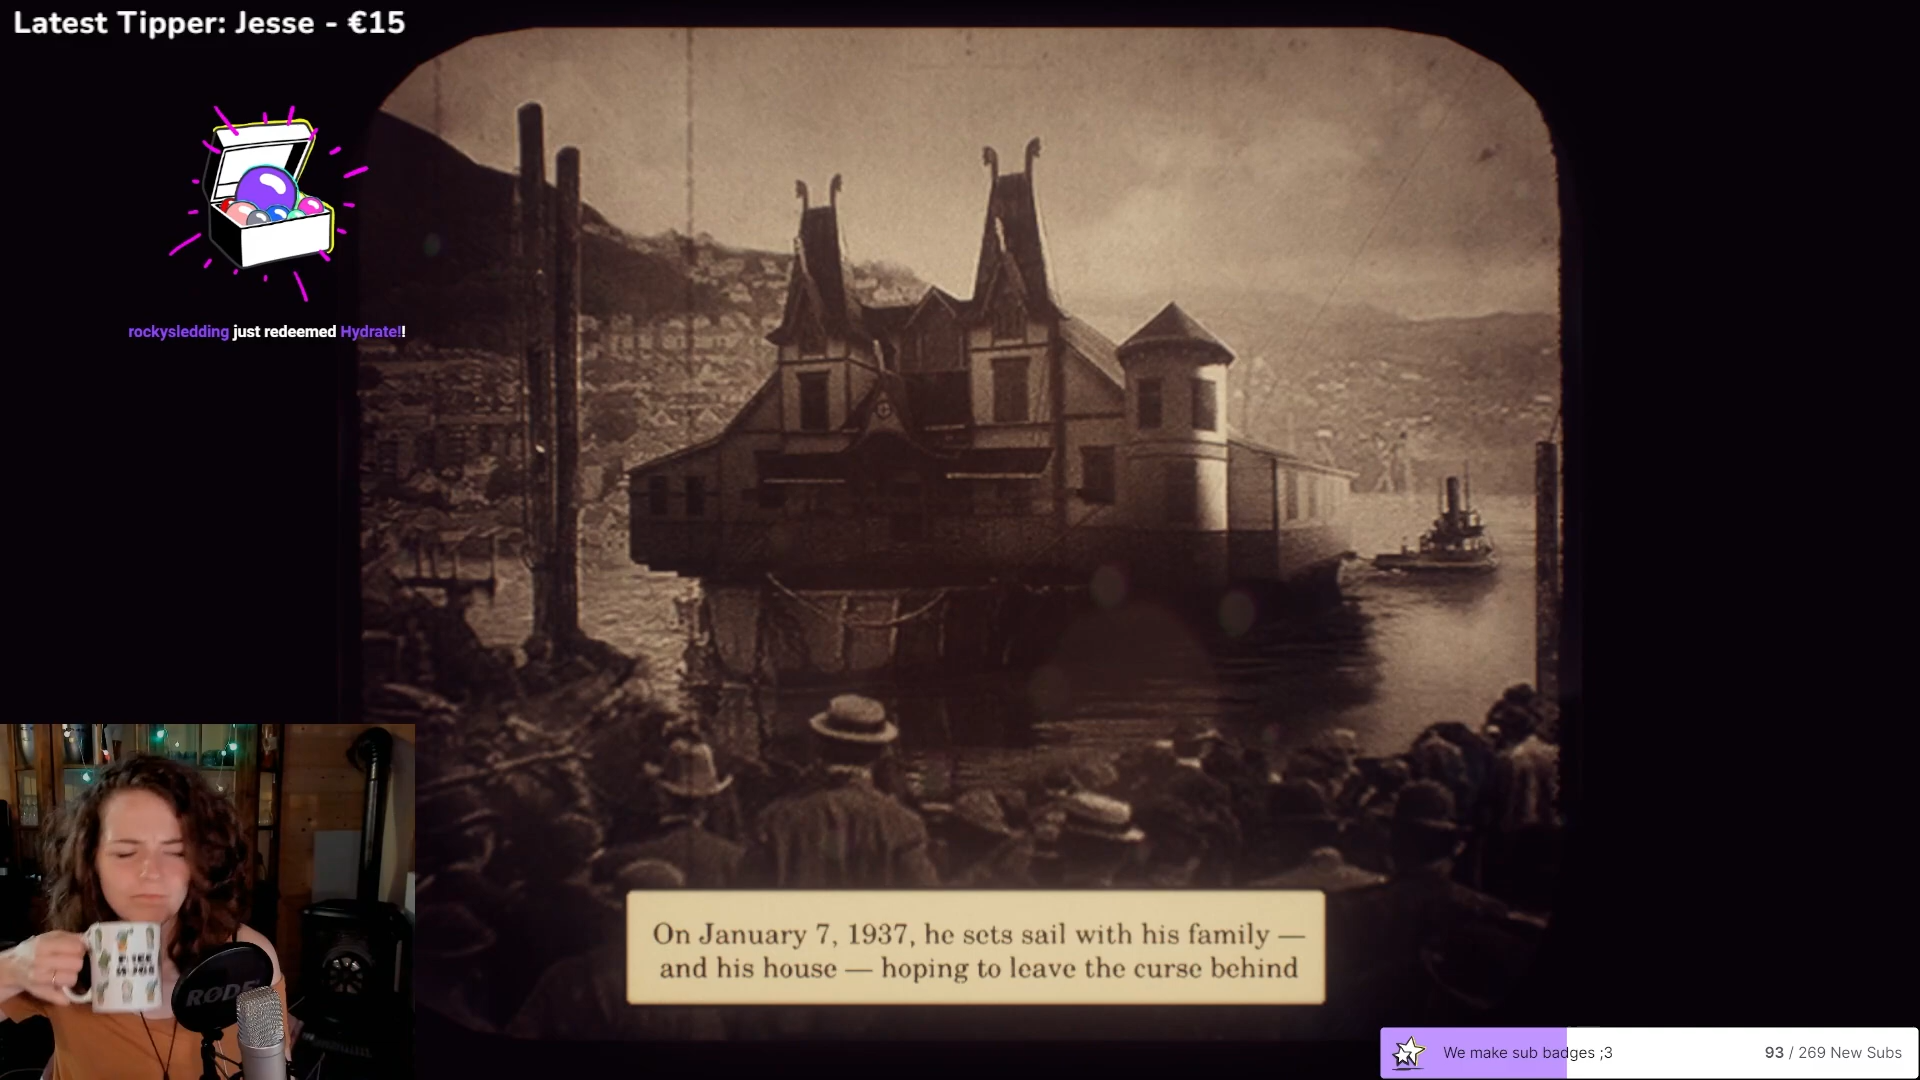 Latest Tipper: Jesse - €15
rockysledding just redeemed Hydrate!!
RØDE
On January 7, 1937, he sets sail with his family —
and his house — hoping to leave the curse behind
We make sub badges ;3
93 / 269 New Subs